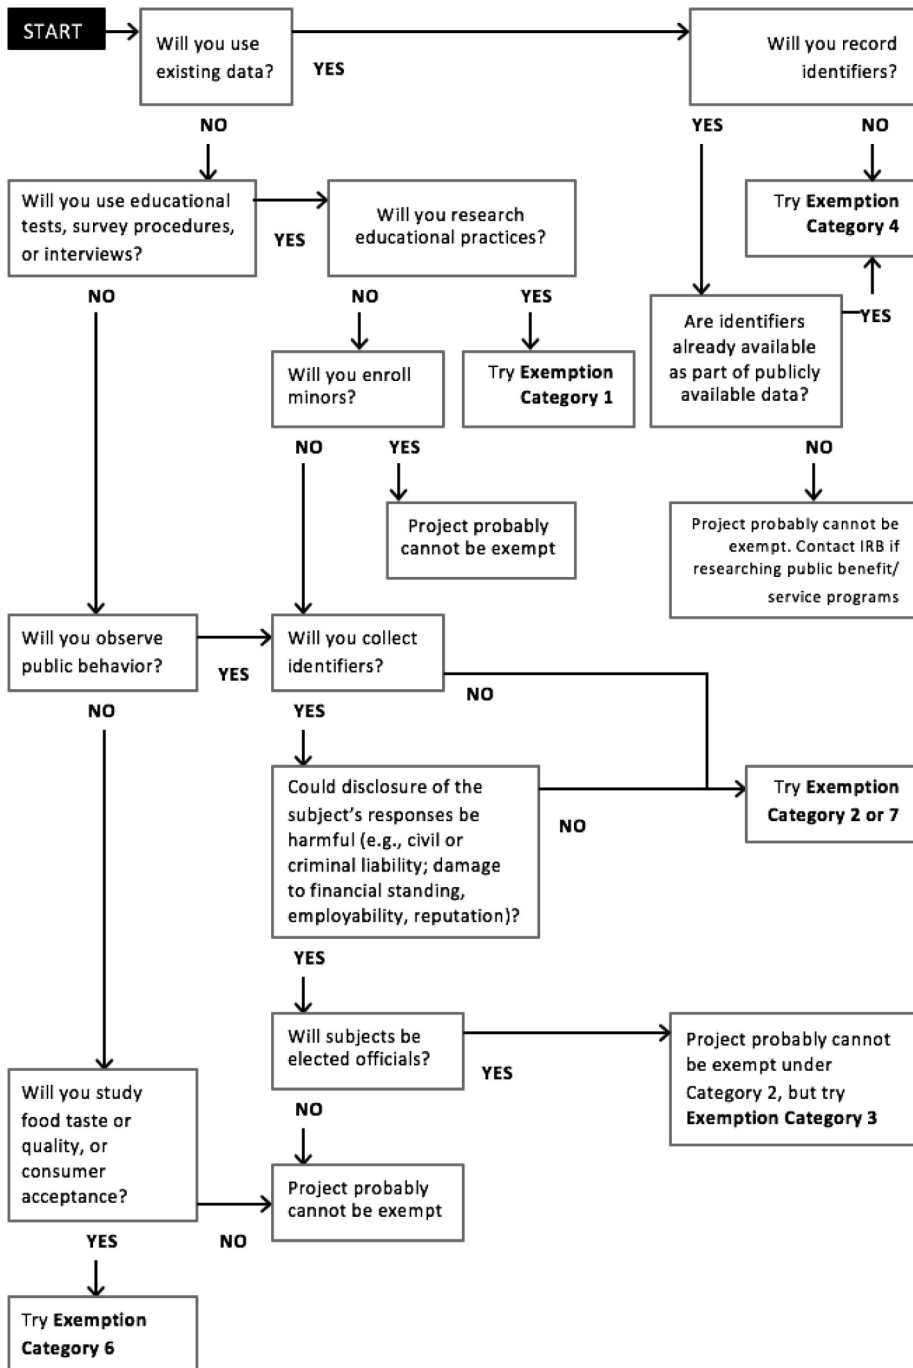 START
Will you use
existing data?
YES
Will you record
identifiers?
NO
YES
NO
Will you use educational
tests, survey procedures,
or interviews?
YES
Will you research
educational practices?
Try Exemption
Category 4
NO
NO
YES
YES
Are identifiers
already available
as part of publicly
available data?
Will you enroll
minors?
Try Exemption
Category 1
NO
YES
NO
Project probably
cannot be exempt
Project probably cannot be
exempt. Contact IRB if
researching public benefit/
service programs
Will you observe
public behavior?
YES
Will you collect
identifiers?
NO
NO
YES
Could disclosure of the
subject's responses be
harmful (e.g., civil or
criminal liability; damage
to financial standing,
employability, reputation)?
NO
Try Exemption
Category 2 or 7
YES
Will subjects be
elected officials?
YES
Project probably cannot
be exempt under
Category 2, but try
Exemption Category 3
NO
Will you study
food taste or
quality, or
consumer
acceptance?
Project probably
cannot be exempt
YES
NO
Try Exemption
Category 6